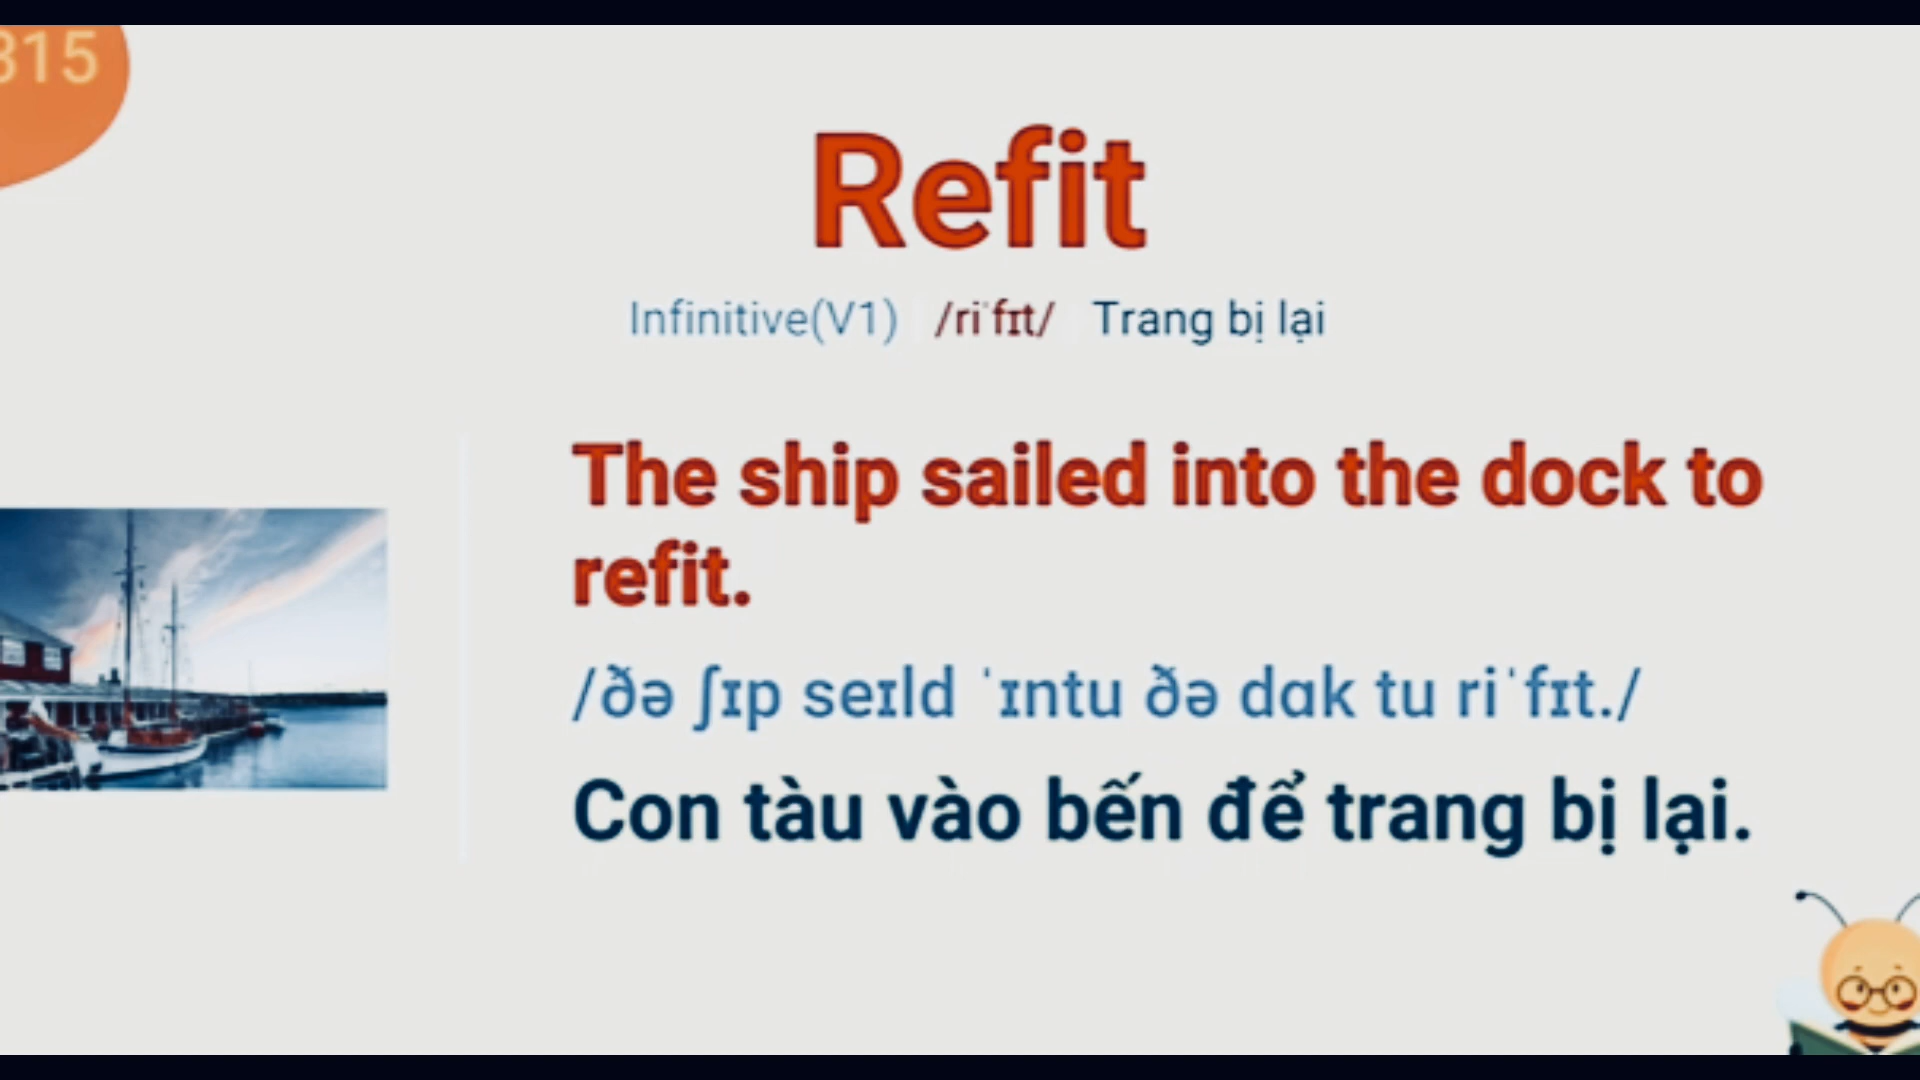 315
Refit
Infinitive(V1) /riˈfɪt/ Trang bị lại
The ship sailed into the dock to
refit.
/ðə ʃɪp seɪld ˈɪntu ðə dɑk tu riˈfɪt./
Con tàu vào bến để trang bị lại.